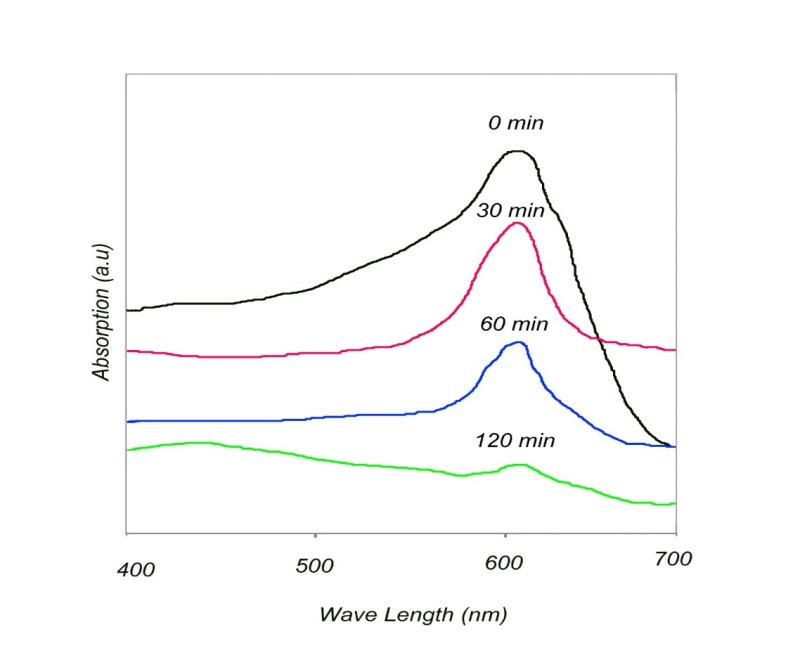 0 min
30 min
60 min
120 min
Absorption (a.u)
400 500 600 700
Wave Length (nm)